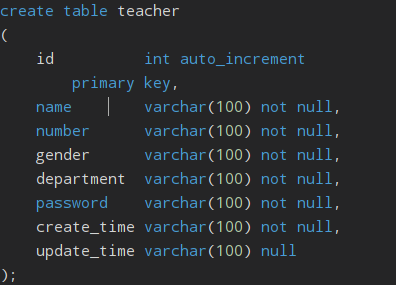 create table teacher
(
    id          int auto_increment
        primary key,
    name        varchar(100) not null,
    number      varchar(100) not null,
    gender      varchar(100) not null,
    department  varchar(100) not null,
    password    varchar(100) not null,
    create_time varchar(100) not null,
    update_time varchar(100) null
);